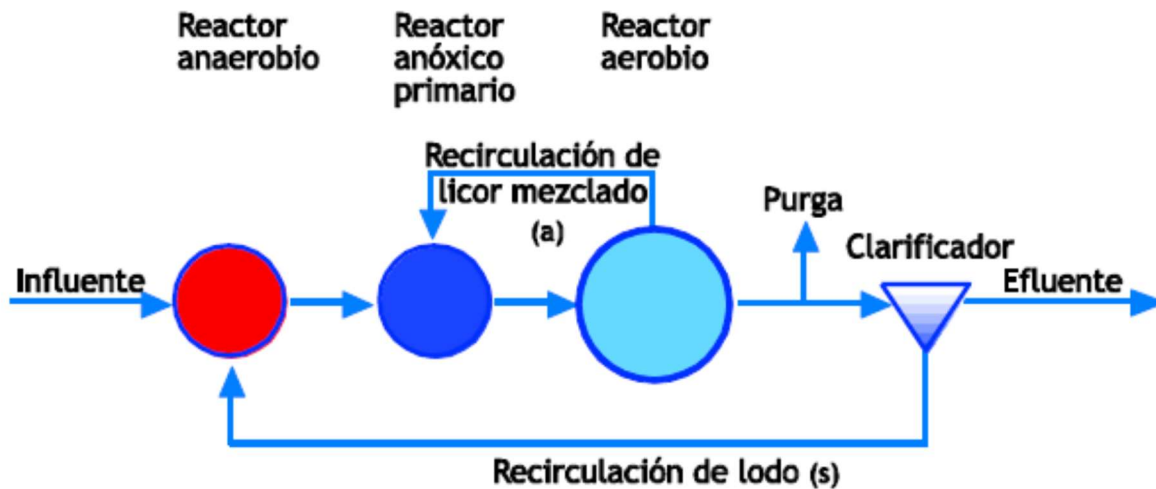 Reactor
anaerobio
Reactor
anóxico
primario
Reactor
aerobio
Recirculación de
licor mezclado
(a)
Purga
Clarificador
Influente
Efluente
Recirculación de lodo (s)